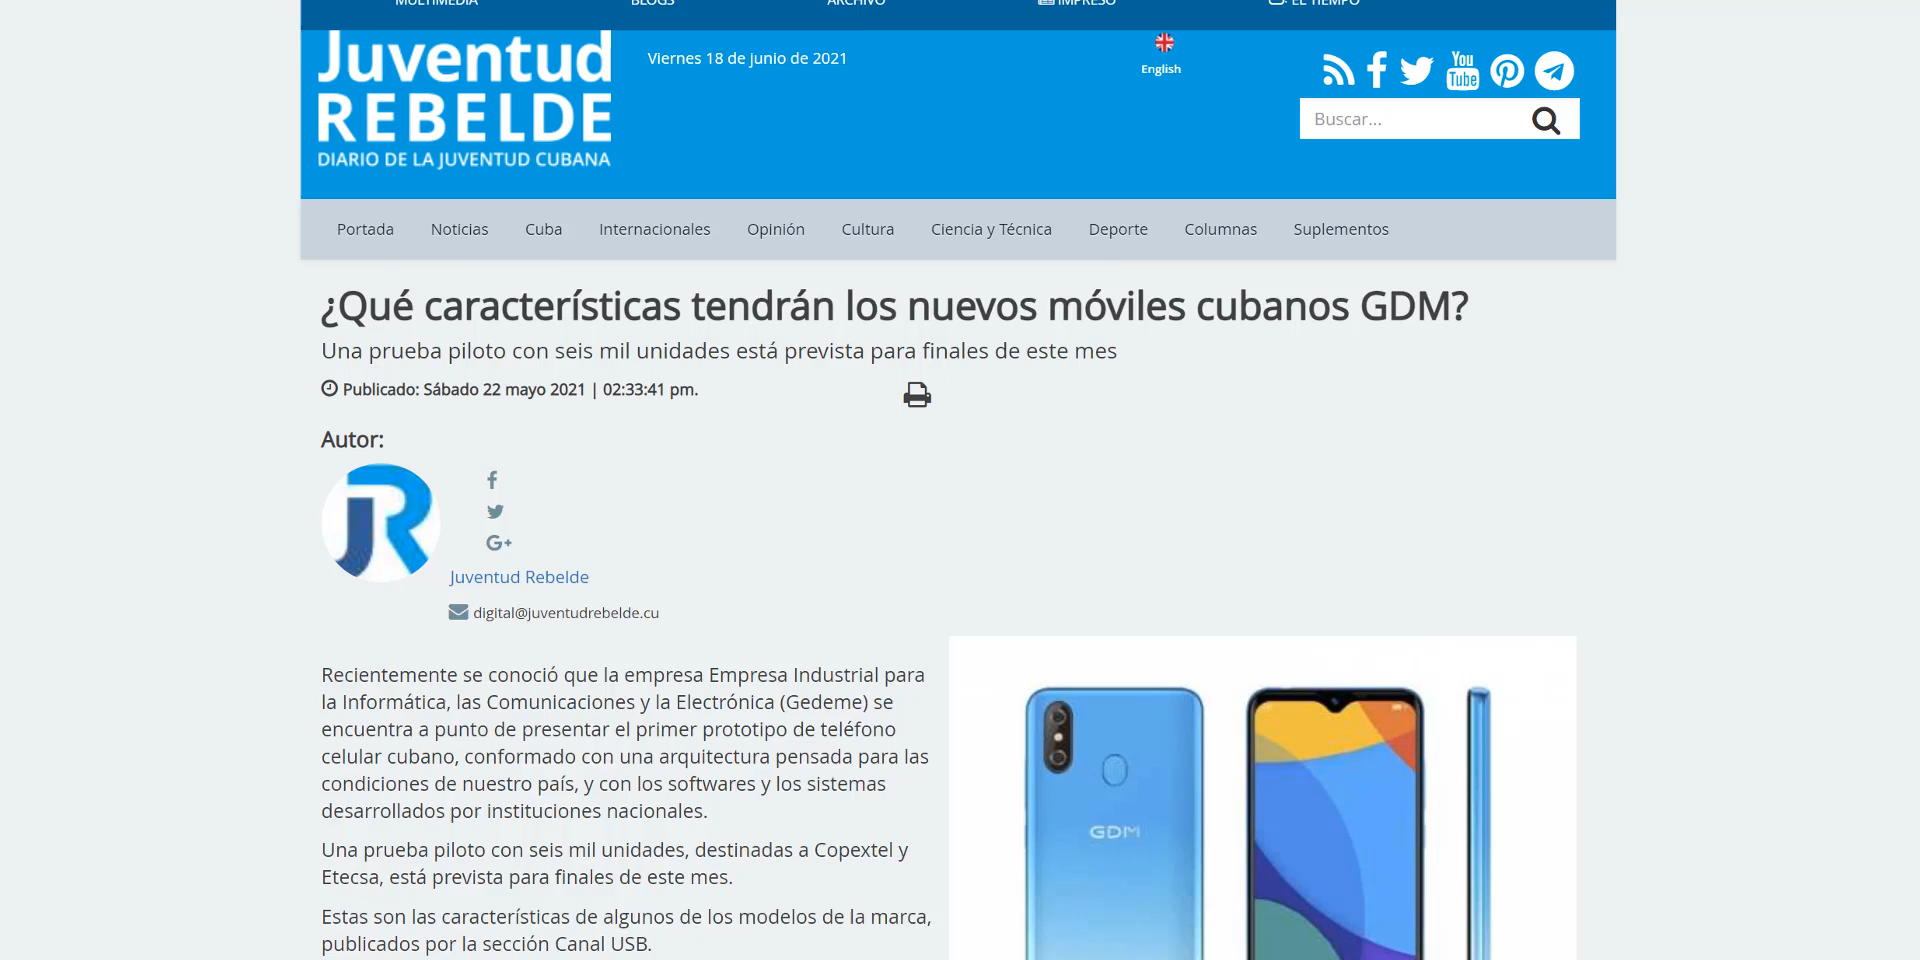 MULTIMEDIA BLOGS ARCHIVO IMPRESO EL TIEMPO
Juventud
REBELDE
DIARIO DE LA JUVENTUD CUBANA
Viernes 18 de junio de 2021
English
You
Tube
Buscar...
Portada Noticias Cuba Internacionales Opinión Cultura Ciencia y Técnica Deporte Columnas Suplementos
¿Qué características tendrán los nuevos móviles cubanos GDM?
Una prueba piloto con seis mil unidades está prevista para finales de este mes
Publicado: Sábado 22 mayo 2021 | 02:33:41 pm.
Autor:
JR
G+
Juventud Rebelde
digital@juventudrebelde.cu
Recientemente se conoció que la empresa Empresa Industrial para
la Informática, las Comunicaciones y la Electrónica (Gedeme) se
encuentra a punto de presentar el primer prototipo de teléfono
celular cubano, conformado con una arquitectura pensada para las
condiciones de nuestro país, y con los softwares y los sistemas
desarrollados por instituciones nacionales.
Una prueba piloto con seis mil unidades, destinadas a Copextel y
Etecsa, está prevista para finales de este mes.
Estas son las características de algunos de los modelos de la marca,
publicados por la sección Canal USB.
GDM